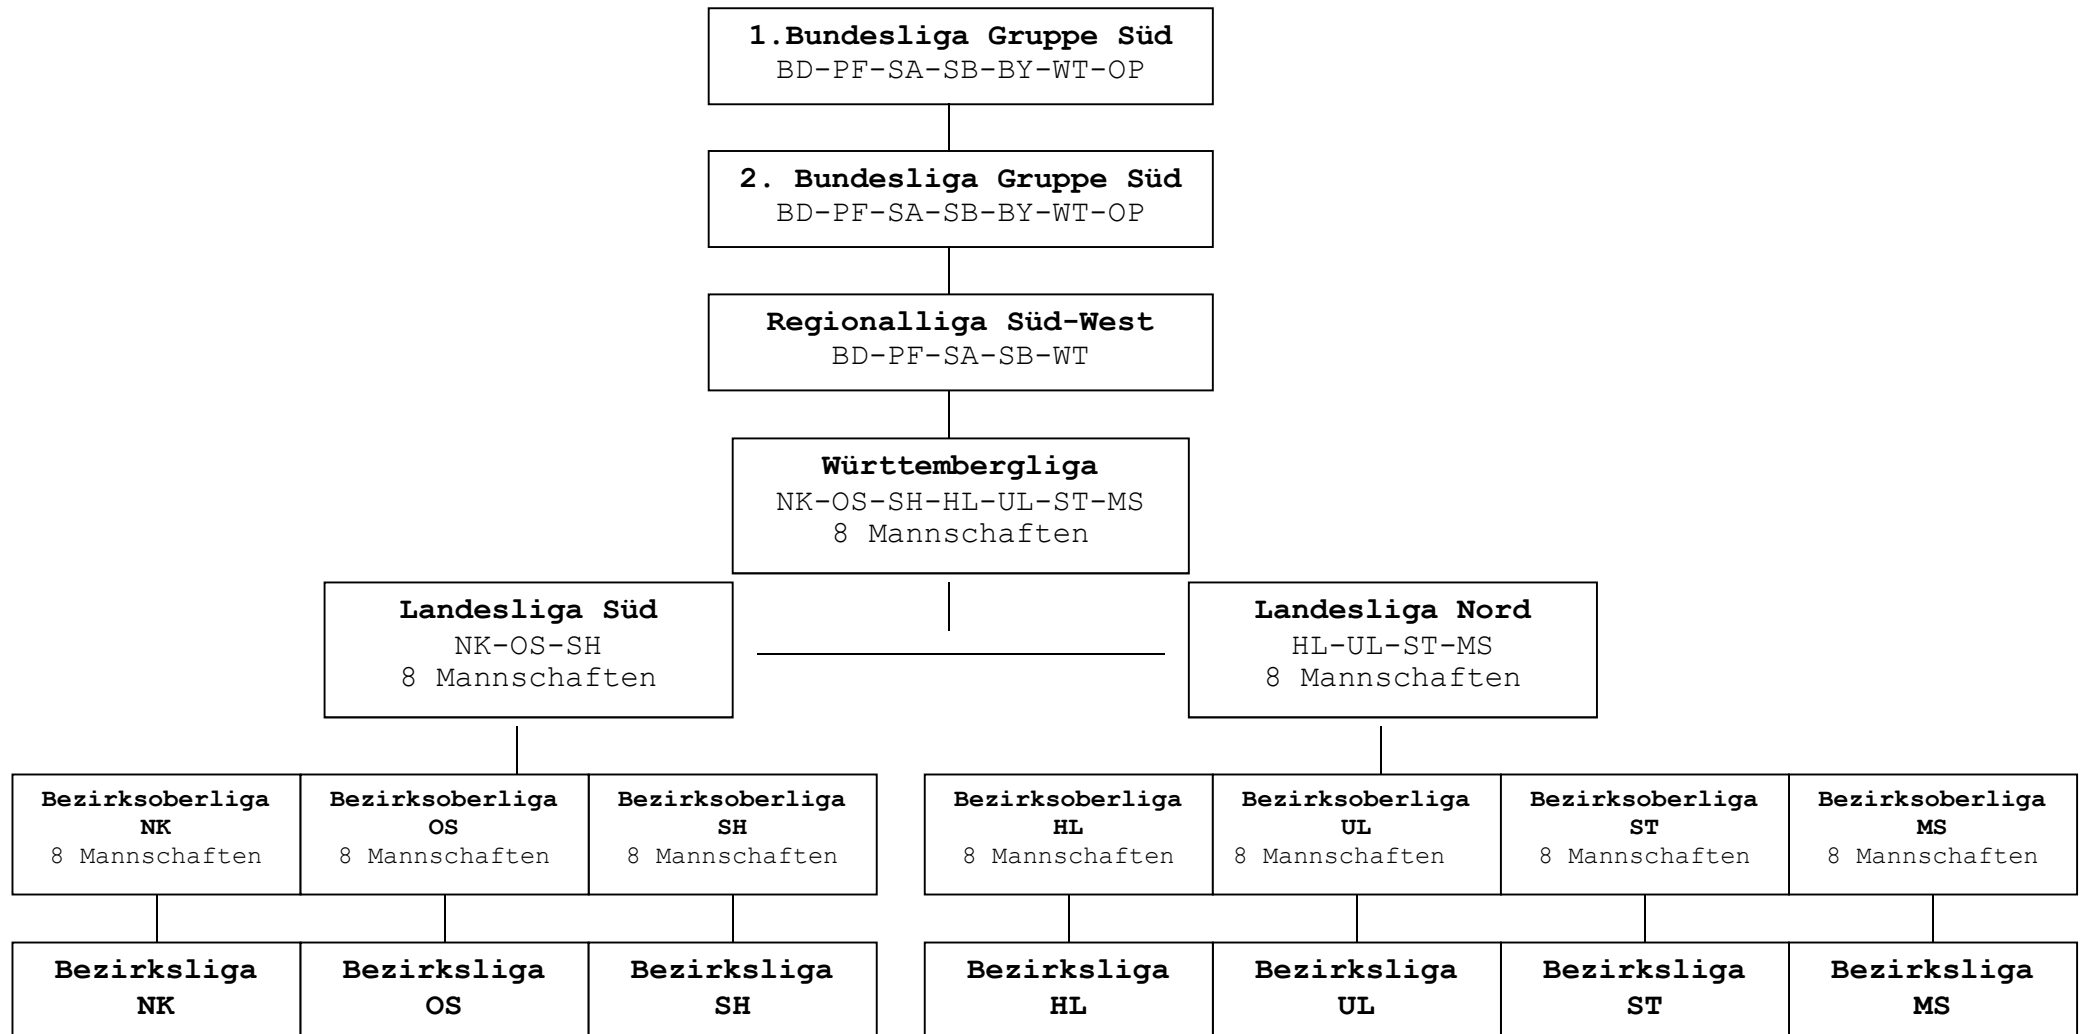 1.Bundesliga Gruppe Süd
BD-PF-SA-SB-BY-WT-OP
2. Bundesliga Gruppe Süd
BD-PF-SA-SB-BY-WT-OP
Regionalliga Süd-West
BD-PF-SA-SB-WT
Württembergliga
NK-OS-SH-HL-UL-ST-MS
8 Mannschaften
Landesliga Süd
NK-OS-SH
8 Mannschaften
Landesliga Nord
HL-UL-ST-MS
8 Mannschaften
Bezirksoberliga
NK
8 Mannschaften
Bezirksoberliga
OS
8 Mannschaften
Bezirksoberliga
SH
8 Mannschaften
Bezirksoberliga
HL
8 Mannschaften
Bezirksoberliga
UL
8 Mannschaften
Bezirksoberliga
ST
8 Mannschaften
Bezirksoberliga
MS
8 Mannschaften
Bezirksliga
NK
Bezirksliga
OS
Bezirksliga
SH
Bezirksliga
HL
Bezirksliga
UL
Bezirksliga
ST
Bezirksliga
MS